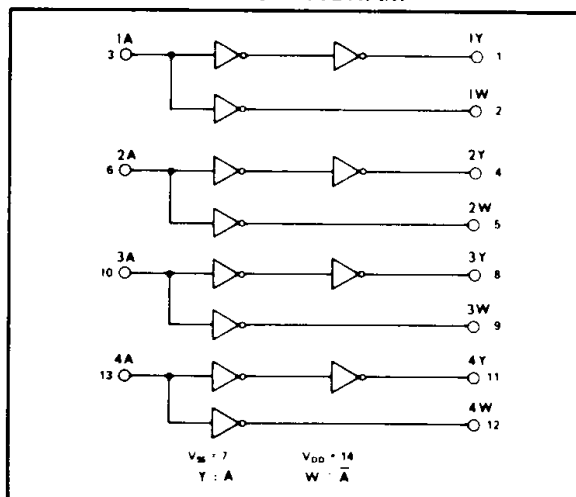 1A 1Y
3 1
1W
2
2A 2Y
6 4
2W
5
3A 3Y
10 8
3W
9
4A 4Y
13 11
4W
12
VSS = 7 VDD = 14
Y : A W = A̅